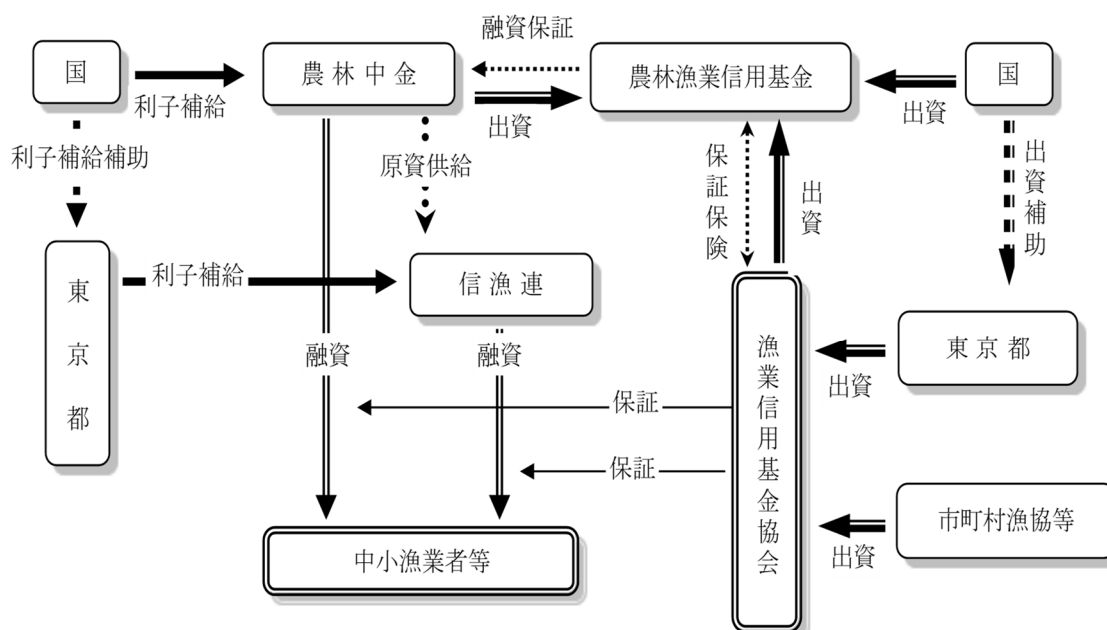 融資保証
国
農林中金
農林漁業信用基金
国
利子補給
出資
出資
利子補給補助
原資供給
保証保険
出資
出資補助
東京都
利子補給
信漁連
漁業信用基金協会
東京都
融資
融資
出資
保証
保証
市町村漁協等
出資
中小漁業者等